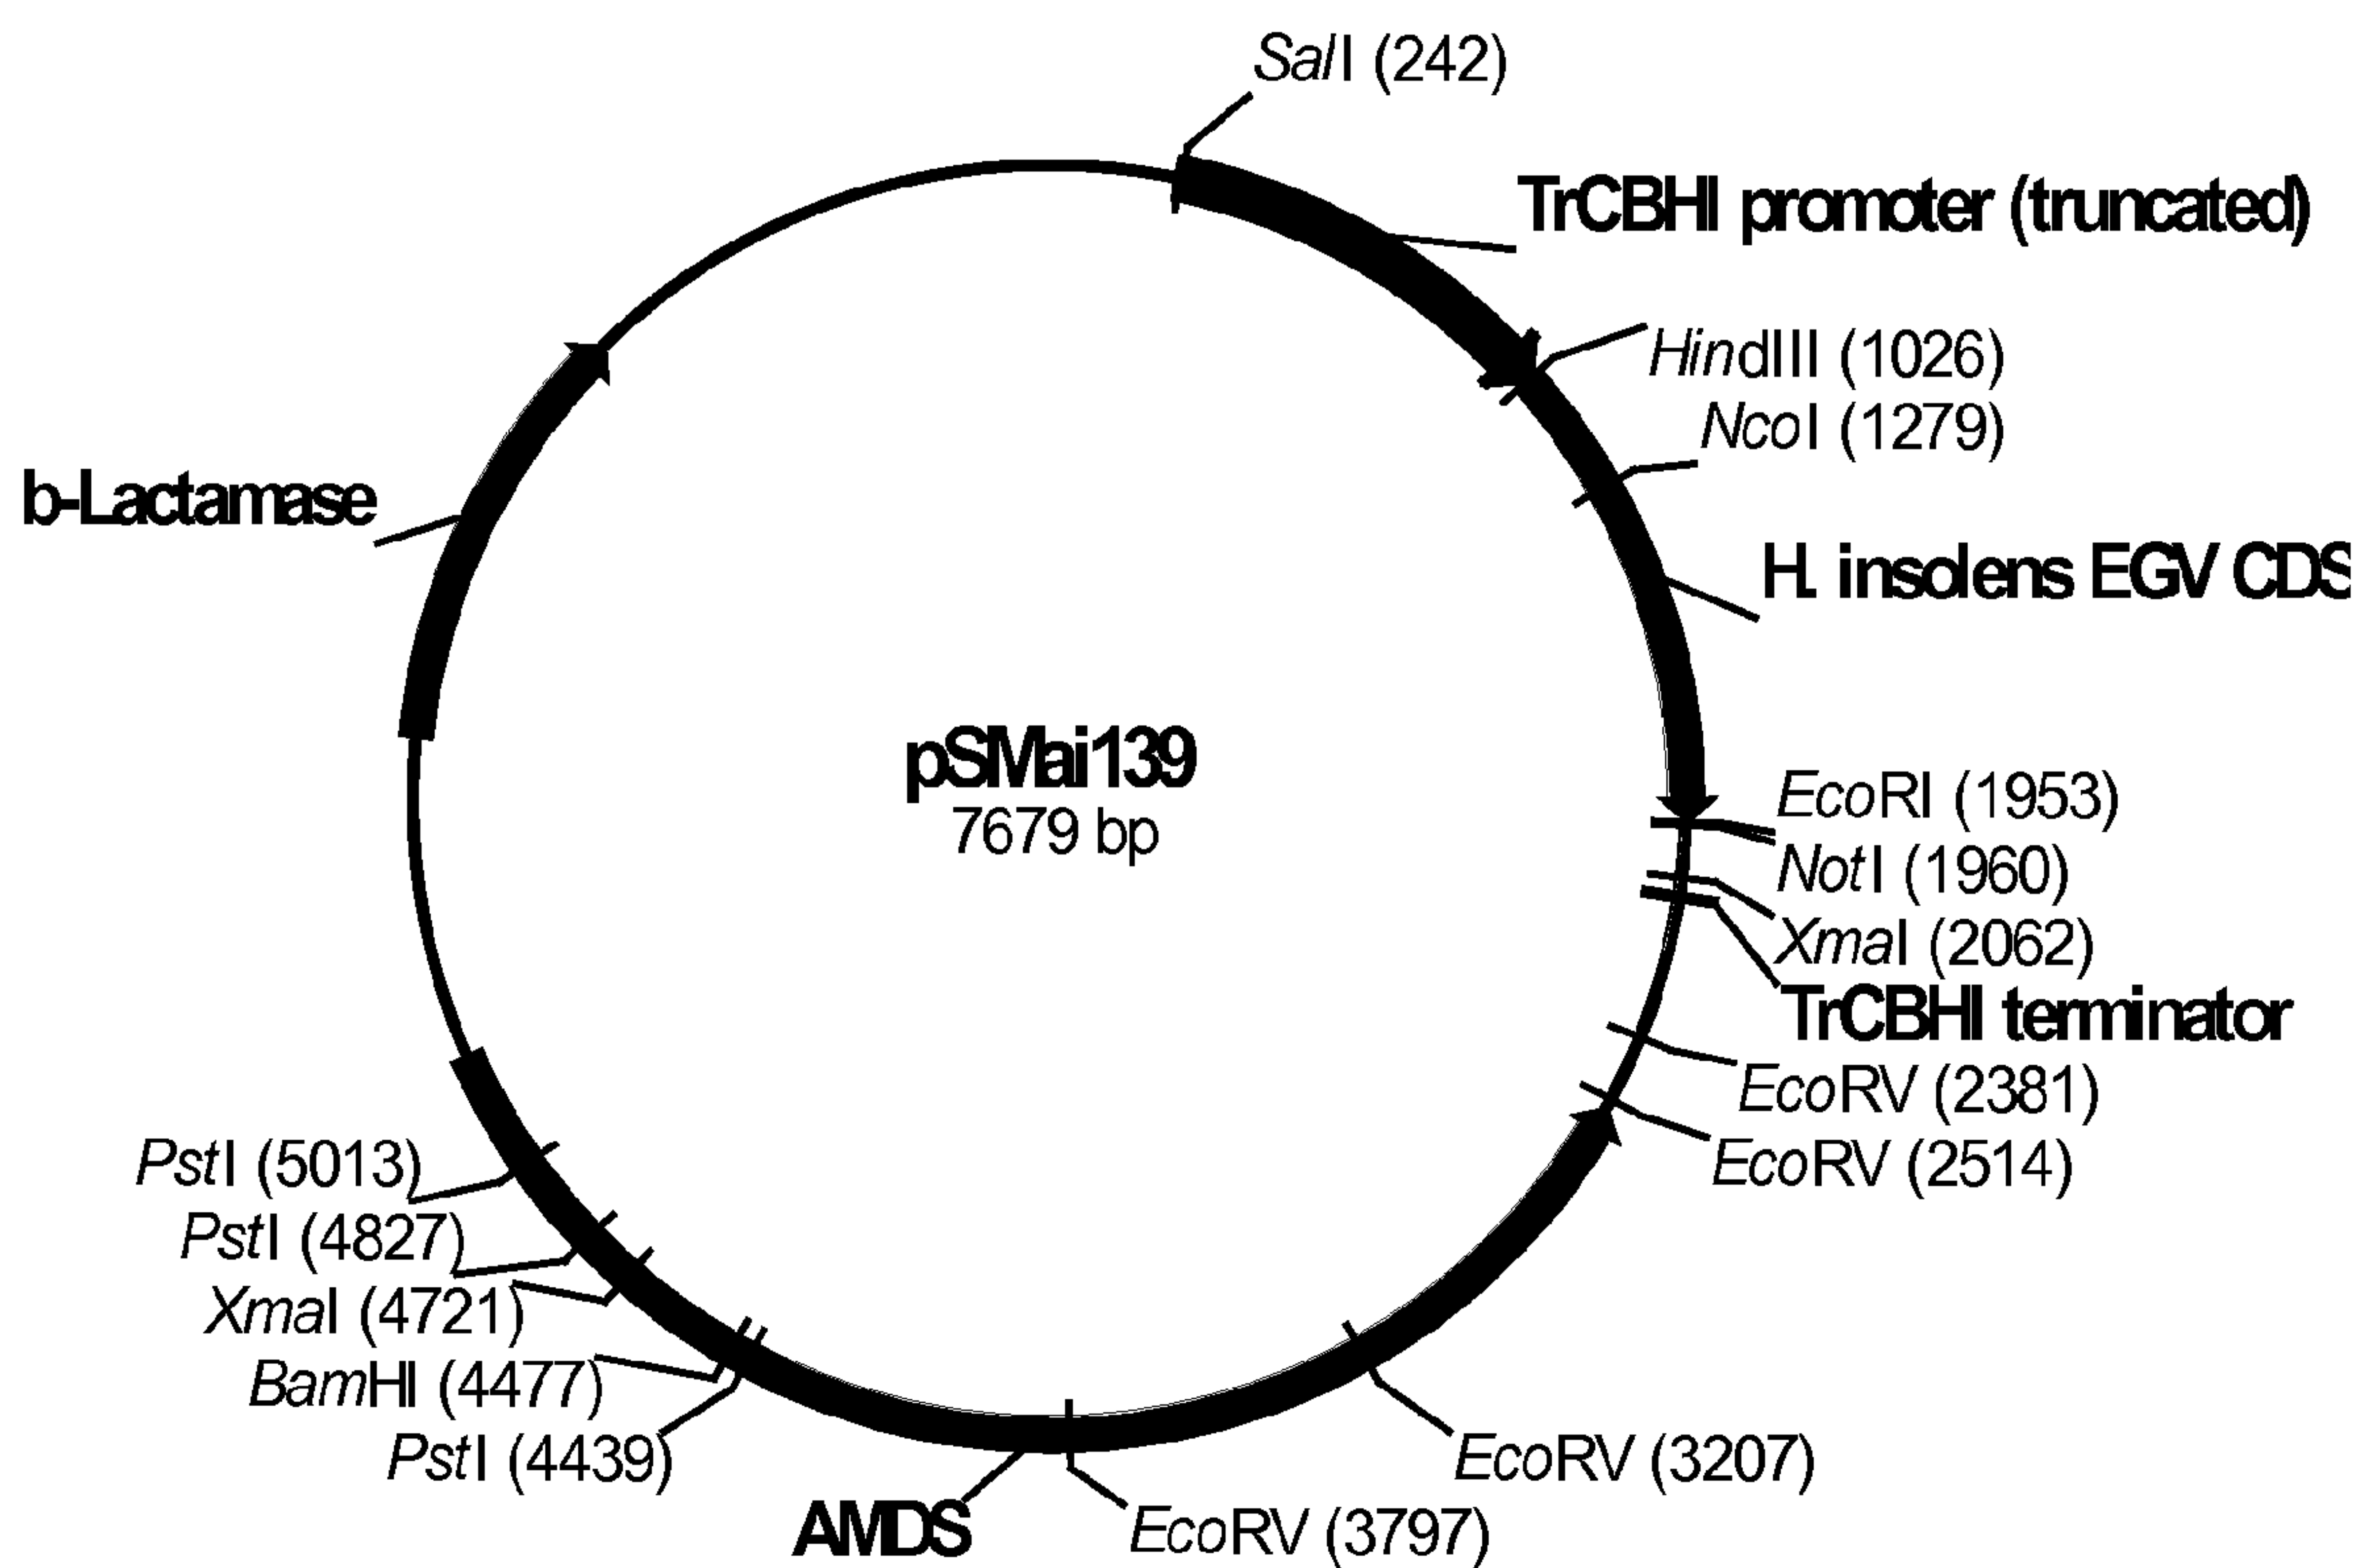 SalI (242)
TrCBHI promoter (truncated)
HindIII (1026)
NcoI (1279)
b-Lactamase
H. insolens EGV CDS
pSMai139
7679 bp
EcoRI (1953)
NotI (1960)
XmaI (2062)
TrCBHI terminator
EcoRV (2381)
EcoRV (2514)
PstI (5013)
PstI (4827)
XmaI (4721)
BamHI (4477)
PstI (4439)
EcoRV (3207)
AMDS
EcoRV (3797)